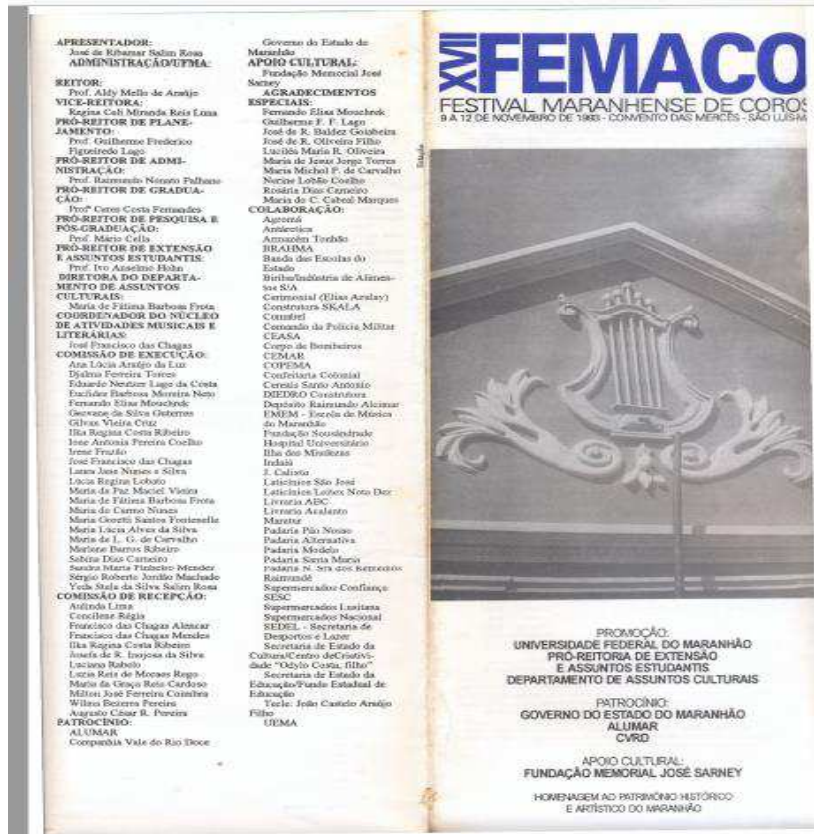 APRESENTADOR:
José de Ribamar Salim Rosa
ADMINISTRAÇÃO/UFMA:
REITOR:
Prof. Aldy Mello de Araújo
VICE-REITORA:
Regina Celi Miranda Reis Luna
PRÓ-REITOR DE PLANE-
JAMENTO:
Prof. Guilherme Frederico
Figueiredo Lago
PRÓ-REITOR DE ADMI-
NISTRAÇÃO:
Prof. Raimundo Nonato Palhano
PRÓ-REITOR DE GRADUA-
ÇÃO:
Profª Ceres Costa Fernandes
PRÓ-REITOR DE PESQUISA E
PÓS-GRADUAÇÃO:
Prof. Mário Cella
PRÓ-REITOR DE EXTENSÃO
E ASSUNTOS ESTUDANTIS:
Prof. Ivo Anselmo Hohn
DIRETORA DO DEPARTA-
MENTO DE ASSUNTOS
CULTURAIS:
Maria de Fátima Barbosa Frota
COORDENADOR DO NÚCLEO
DE ATIVIDADES MUSICAIS E
LITERÁRIAS:
José Francisco das Chagas
COMISSÃO DE EXECUÇÃO:
Ana Lúcia Araújo da Luz
Djalma Ferreira Torres
Eduardo Lago da Costa
Euclides Barbosa Moreira Neto
Fernando Elias Mouchrek
Geovane da Silva Guterres
Gilvan Vieira Cruz
Ilka Regina Costa Ribeiro
Ione Antonia Pereira Coelho
Irene Frazão
José Francisco das Chagas
Nunes e Silva
Lúcia Regina Lobato
Maria da Paz Maciel Vieira
Maria de Fátima Barbosa Frota
Maria do Carmo Nunes
Maria Goretti Santos Fontenelle
Maria Lúcia Alves da Silva
Maria de L. G. de Carvalho
Marlene Barros Ribeiro
Sabina Dias Carneiro
Sandra Maria Pinheiro Mendes
Sérgio Roberto Jordão Machado
Yeda Stela da Silva Salim Rosa
COMISSÃO DE RECEPÇÃO:
Lima
Concilene Régia
Francisco das Chagas Alencar
Francisco das Chagas Mendes
Ilka Regina Costa Ribeiro
Josefa de R. Inojosa da Silva
Luciana Rabelo
Luzia Reis de Moraes Rego
Maria da Graça Reis Cardoso
Milton José Ferreira Coimbra
Wilma Bezerra Pereira
Augusto César R. Pereira
PATROCÍNIO:
ALUMAR
Companhia Vale do Rio Doce
Governo do Estado do
Maranhão
APOIO CULTURAL:
Fundação Memorial José
Sarney
AGRADECIMENTOS
ESPECIAIS:
Fernando Elias Mouchrek
Guilherme F. F. Lago
José de R. Baldez Goiabeira
José de R. Oliveira Filho
Luciléa Maria R. Oliveira
Maria de Jesus Jorge Torres
Maria Michol P. de Carvalho
Nerine Lobão Coelho
Rosária Dias Carneiro
Maria do C. Cabral Marques
COLABORAÇÃO:
Agromá
Antárctica
Armazém Tonhão
BRAHMA
Banda das Escolas do
Estado
Biriba/Indústria de Alimen-
tos S/A
Cerimonial (Elias Azulay)
Construtora SKALA
Comatrel
Comando da Polícia Militar
CEASA
Corpo de Bombeiros
CEMAR
COPEMA
Confeitaria Colonial
Cereais Santo Antonio
DIEDRO Construtora
Depósito Raimundo Alcimar
EMEM - Escola de Música
do Maranhão
Fundação Sousândrade
Hospital Universitário
Ilha das Miudezas
Indaiá
J. Calixto
Laticínios São José
Laticínios Leitex Nota Dez
Livraria ABC
Livraria Acalanto
Maratur
Padaria Pão Nosso
Padaria Alternativa
Padaria Modelo
Padaria Santa Maria
Padaria N. Sra dos Remédios
Raimundé
Supermercados Confiança
SESC
Supermercados Lusitana
Supermercados Nacional
SEDEL - Secretaria de
Desportos e Lazer
Secretaria de Estado da
Cultura/Centro deCriativi-
dade "Odylo Costa, filho"
Secretaria de Estado da
Educação/Fundo Estadual de
Educação
Tecle: João Castelo Araújo
Filho
UEMA
XVII FEMACO
FESTIVAL MARANHENSE DE COROS
9 A 12 DE NOVEMBRO DE 1993 - CONVENTO DAS MERCÊS - SÃO LUIS-M
PROMOÇÃO:
UNIVERSIDADE FEDERAL DO MARANHÃO
PRÓ-REITORIA DE EXTENSÃO
E ASSUNTOS ESTUDANTIS
DEPARTAMENTO DE ASSUNTOS CULTURAIS
PATROCÍNIO:
GOVERNO DO ESTADO DO MARANHÃO
ALUMAR
CVRD
APOIO CULTURAL:
FUNDAÇÃO MEMORIAL JOSÉ SARNEY
HOMENAGEM AO PATRIMÔNIO HISTÓRICO
E ARTÍSTICO DO MARANHÃO